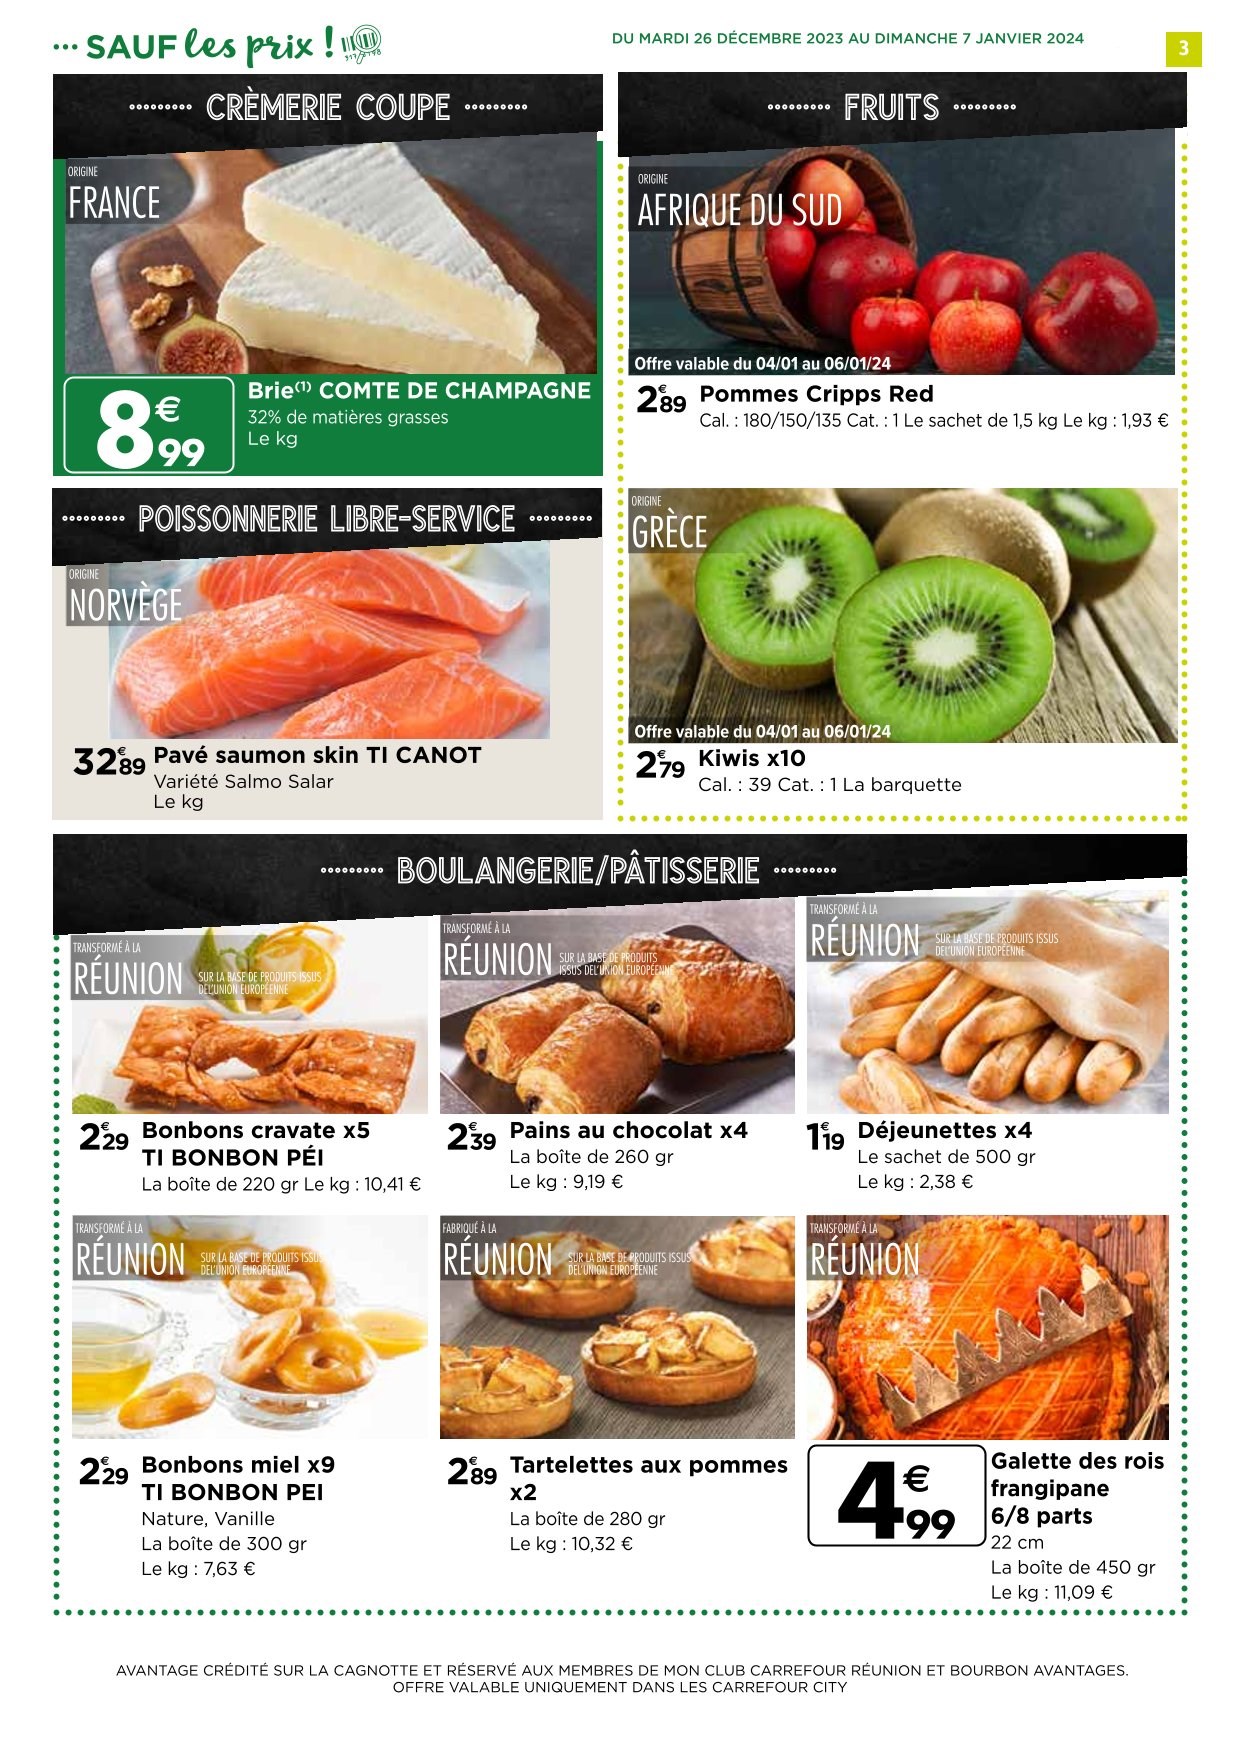 ••• SAUF les prix !
DU MARDI 26 DÉCEMBRE 2023 AU DIMANCHE 7 JANVIER 2024
3
CRÈMERIE COUPE
ORIGINE
FRANCE
8€99
Brie(1) COMTE DE CHAMPAGNE
32% de matières grasses
Le kg
POISSONNERIE LIBRE-SERVICE
ORIGINE
NORVÈGE
32€89
Pavé saumon skin TI CANOT
Variété Salmo Salar
Le kg
FRUITS
ORIGINE
AFRIQUE DU SUD
Offre valable du 04/01 au 06/01/24
2€89
Pommes Cripps Red
Cal. : 180/150/135 Cat. : 1 Le sachet de 1,5 kg Le kg : 1,93 €
ORIGINE
GRÈCE
Offre valable du 04/01 au 06/01/24
2€79
Kiwis x10
Cal. : 39 Cat. : 1 La barquette
BOULANGERIE/PÂTISSERIE
TRANSFORMÉ À LA
RÉUNION
SUR LA BASE DE PRODUITS ISSUS
DEL'UNION EUROPÉENNE
2€29
Bonbons cravate x5
TI BONBON PÉI
La boîte de 220 gr Le kg : 10,41 €
TRANSFORMÉ À LA
RÉUNION
SUR LA BASE DE PRODUITS
ISSUS DEL'UNION EUROPÉENNE
2€39
Pains au chocolat x4
La boîte de 260 gr
Le kg : 9,19 €
TRANSFORMÉ À LA
RÉUNION
SUR LA BASE DE PRODUITS ISSUS
DEL'UNION EUROPÉENNE
1€19
Déjeunettes x4
Le sachet de 500 gr
Le kg : 2,38 €
TRANSFORMÉ À LA
RÉUNION
SUR LA BASE DE PRODUITS ISSUS
DEL'UNION EUROPÉENNE
2€29
Bonbons miel x9
TI BONBON PEI
Nature, Vanille
La boîte de 300 gr
Le kg : 7,63 €
FABRIQUÉ À LA
RÉUNION
SUR LA BASE DE PRODUITS ISSUS
DEL'UNION EUROPÉENNE
2€89
Tartelettes aux pommes
x2
La boîte de 280 gr
Le kg : 10,32 €
TRANSFORMÉ À LA
RÉUNION
4€99
Galette des rois
frangipane
6/8 parts
22 cm
La boîte de 450 gr
Le kg : 11,09 €
AVANTAGE CRÉDITÉ SUR LA CAGNOTTE ET RÉSERVÉ AUX MEMBRES DE MON CLUB CARREFOUR RÉUNION ET BOURBON AVANTAGES.
OFFRE VALABLE UNIQUEMENT DANS LES CARREFOUR CITY